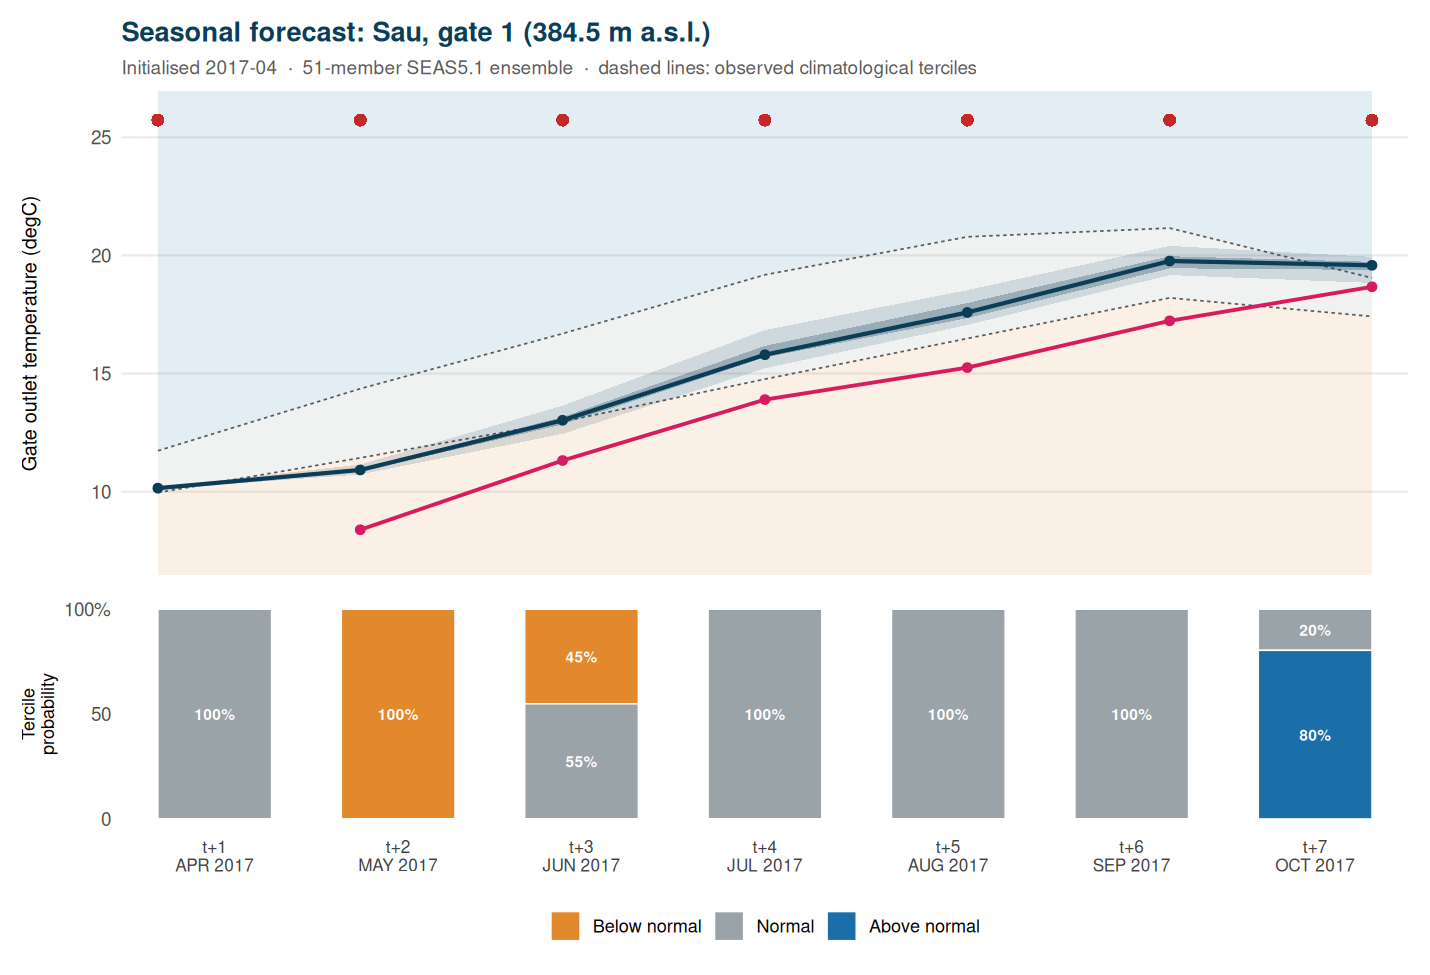 Seasonal forecast: Sau, gate 1 (384.5 m a.s.l.)
Initialised 2017-04 · 51-member SEAS5.1 ensemble · dashed lines: observed climatological terciles
Gate outlet temperature (degC)
25
20
15
10
Tercile
probability
100%
50
0
100%
100%
45%
55%
100%
100%
100%
20%
80%
t+1
APR 2017
t+2
MAY 2017
t+3
JUN 2017
t+4
JUL 2017
t+5
AUG 2017
t+6
SEP 2017
t+7
OCT 2017
Below normal
Normal
Above normal